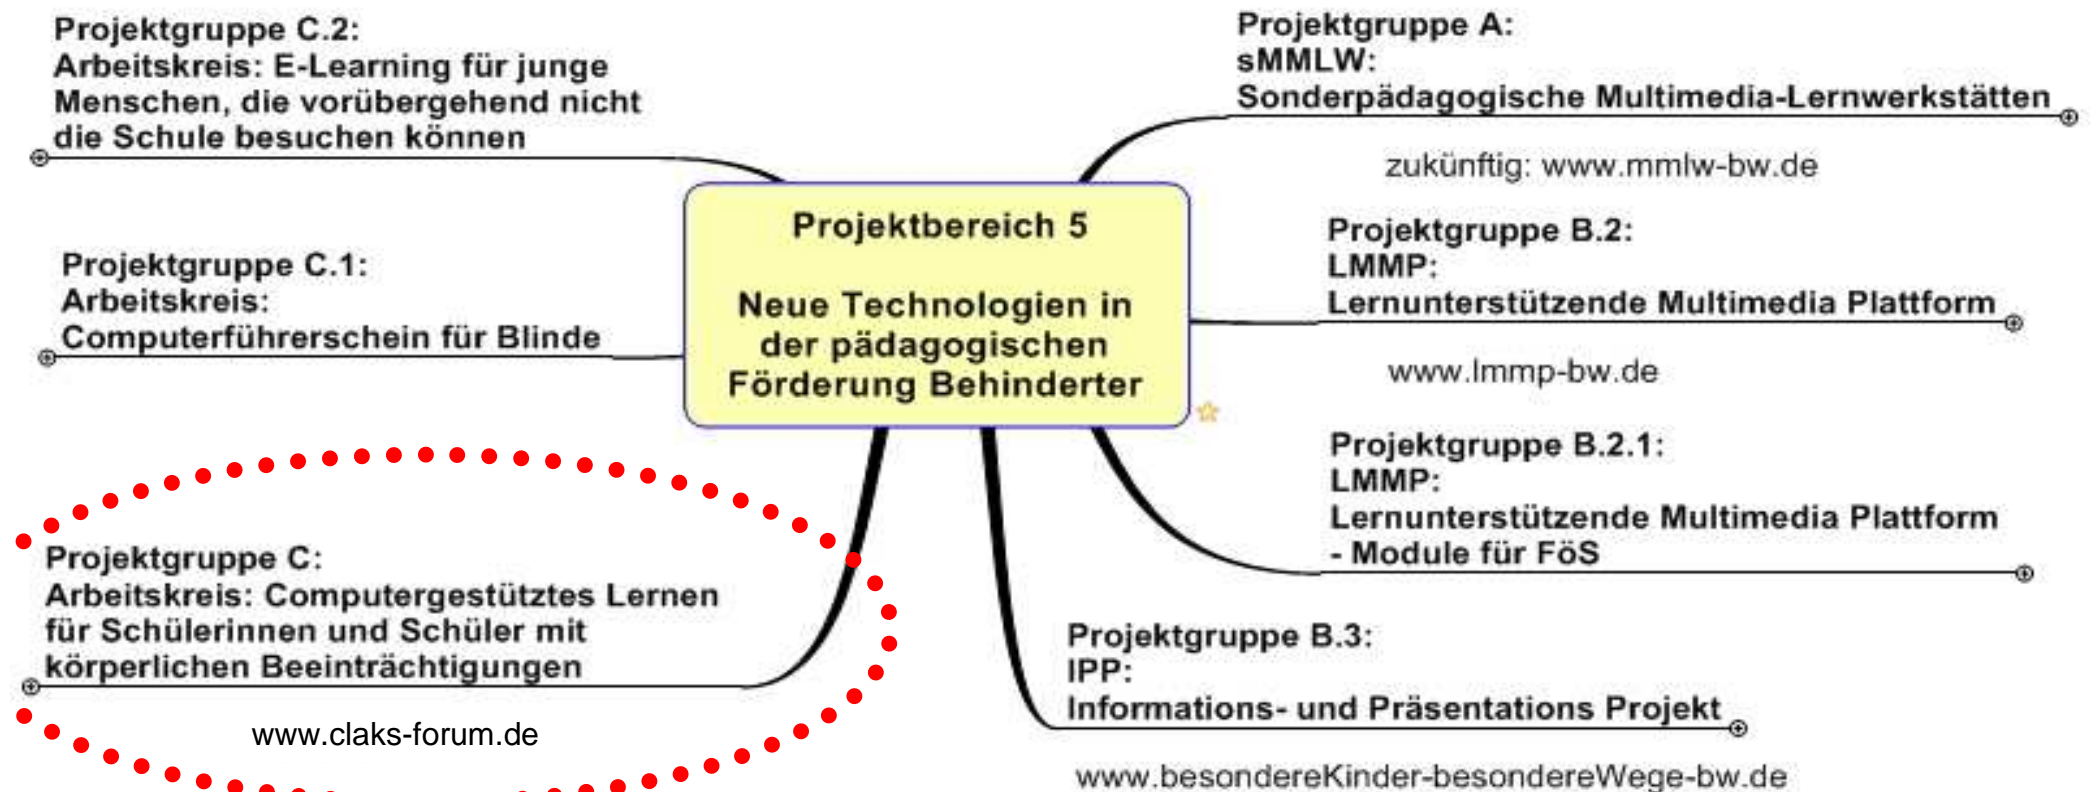 Projektgruppe C.2:
Arbeitskreis: E-Learning für junge
Menschen, die vorübergehend nicht
die Schule besuchen können
Projektgruppe A:
sMMLW:
Sonderpädagogische Multimedia-Lernwerkstätten
zukünftig: www.mmlw-bw.de
Projektbereich 5
Neue Technologien in
der pädagogischen
Förderung Behinderter
Projektgruppe C.1:
Arbeitskreis:
Computerführerschein für Blinde
Projektgruppe B.2:
LMMP:
Lernunterstützende Multimedia Plattform
www.lmmp-bw.de
Projektgruppe B.2.1:
LMMP:
Lernunterstützende Multimedia Plattform
- Module für FöS
Projektgruppe C:
Arbeitskreis: Computergestütztes Lernen
für Schülerinnen und Schüler mit
körperlichen Beeinträchtigungen
www.claks-forum.de
Projektgruppe B.3:
IPP:
Informations- und Präsentations Projekt
www.besondereKinder-besondereWege-bw.de